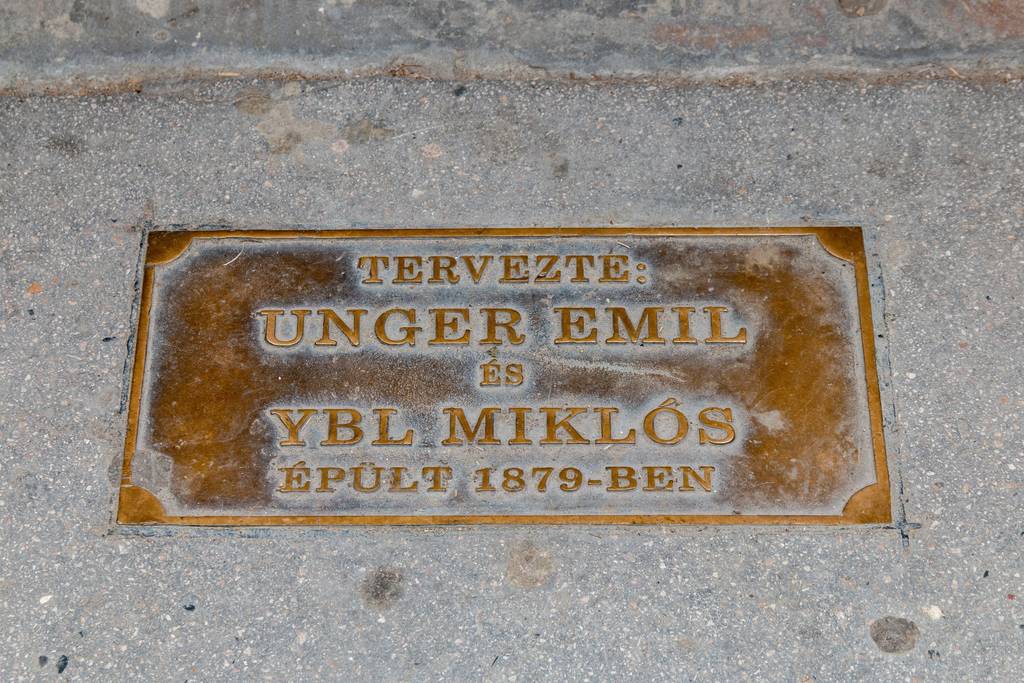 TERVEZTE:
UNGER EMIL
ÉS
YBL MIKLÓS
ÉPÜLT 1879-BEN